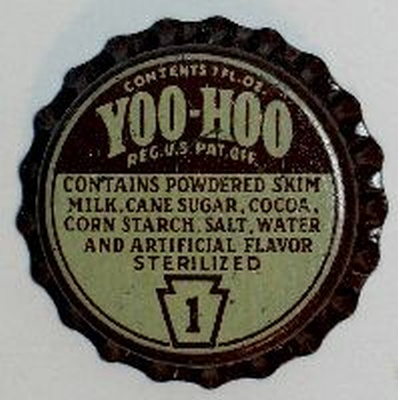 CONTENTS 7 FL. OZ.
YOO-HOO
REG. U.S. PAT. OFF.
CONTAINS POWDERED SKIM
MILK, CANE SUGAR, COCOA,
CORN STARCH, SALT, WATER
AND ARTIFICIAL FLAVOR
STERILIZED
1